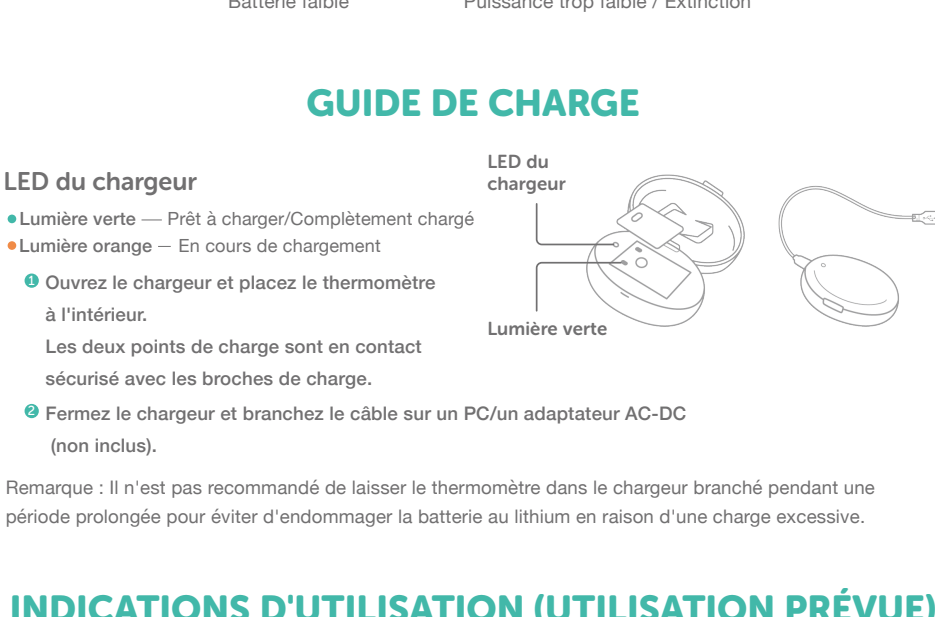 Batterie faible Puissance trop faible / Extinction
GUIDE DE CHARGE
LED du chargeur
Lumière verte — Prêt à charger/Complètement chargé
Lumière orange – En cours de chargement
1 Ouvrez le chargeur et placez le thermomètre
à l'intérieur.
Les deux points de charge sont en contact
sécurisé avec les broches de charge.
LED du
chargeur
Lumière verte
2 Fermez le chargeur et branchez le câble sur un PC/un adaptateur AC-DC
(non inclus).
Remarque : Il n'est pas recommandé de laisser le thermomètre dans le chargeur branché pendant une
période prolongée pour éviter d'endommager la batterie au lithium en raison d'une charge excessive.
INDICATIONS D'UTILISATION (UTILISATION PRÉVUE)